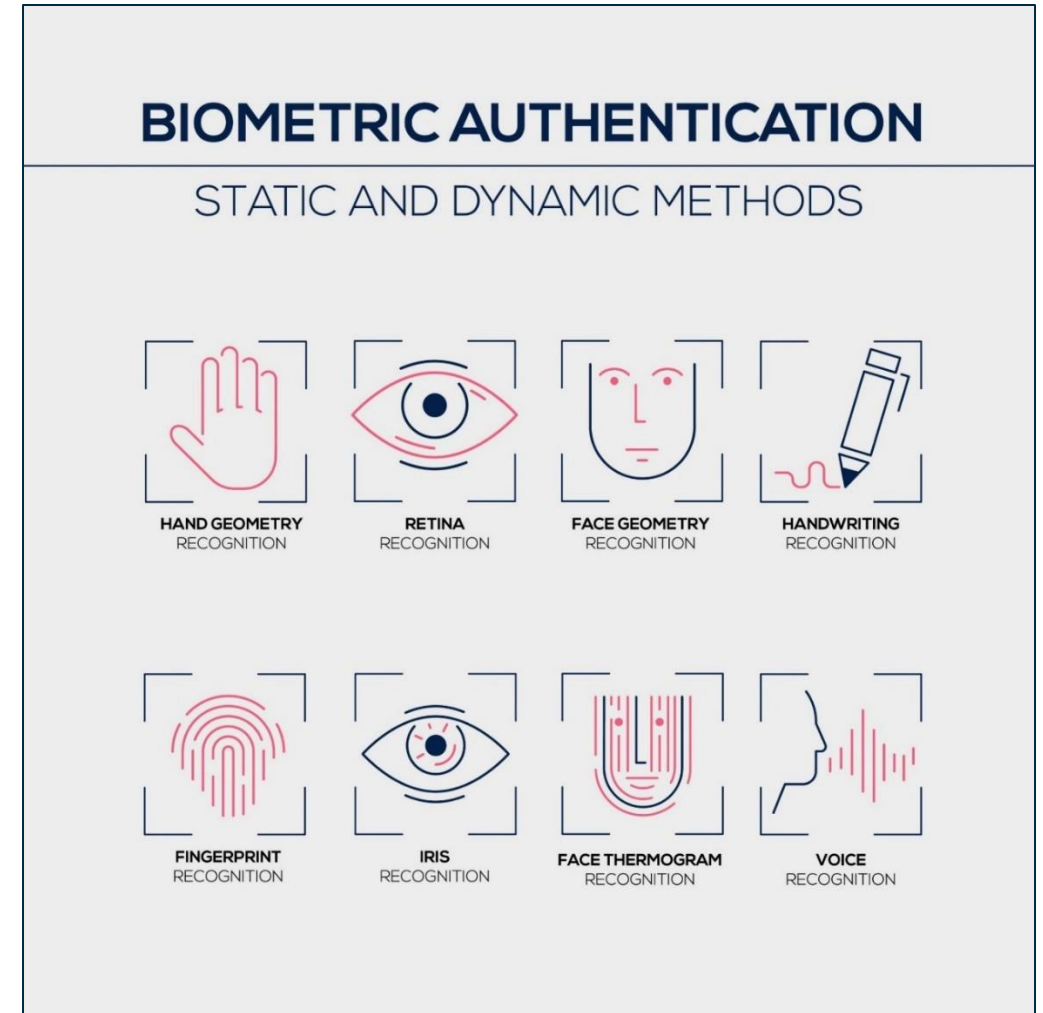 BIOMETRIC AUTHENTICATION
STATIC AND DYNAMIC METHODS
HAND GEOMETRY
RECOGNITION
RETINA
RECOGNITION
FACE GEOMETRY
RECOGNITION
HANDWRITING
RECOGNITION
FINGERPRINT
RECOGNITION
IRIS
RECOGNITION
FACE THERMOGRAM
RECOGNITION
VOICE
RECOGNITION